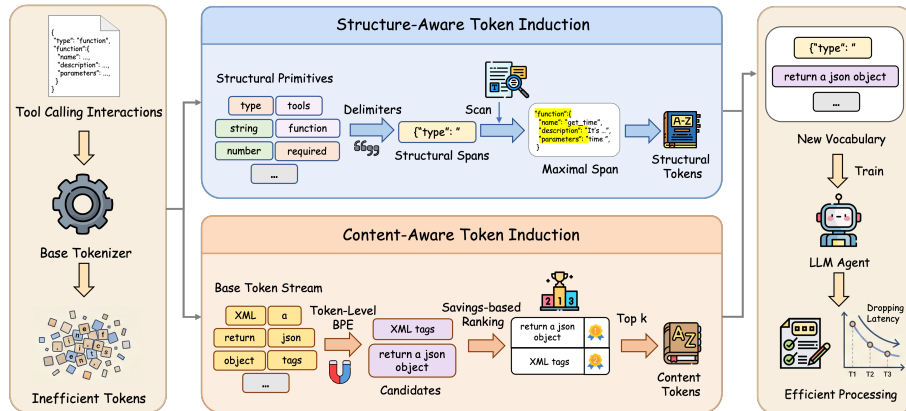 {
"type": "function",
"function":{
"name": ...,
"description": ...,
"parameters": ...,
}
}
Tool Calling Interactions
Base Tokenizer
Inefficient Tokens
Structure-Aware Token Induction
Structural Primitives
type
tools
string
function
number
required
...
Delimiters
{"type": "
Structural Spans
Scan
"function":{
"name": "get_time",
"description": "It's ..",
"parameters": "time ",
}
Maximal Span
A-Z
Structural
Tokens
Content-Aware Token Induction
Base Token Stream
XML
a
return
json
object
tags
...
Token-Level
BPE
XML tags
return a json
object
Candidates
Savings-based
Ranking
2 1 3
return a json
object
XML tags
Top k
AZ
Content
Tokens
{"type": "
return a json object
...
New Vocabulary
Train
LLM Agent
Dropping
Latency
T1 T2 T3
Efficient Processing